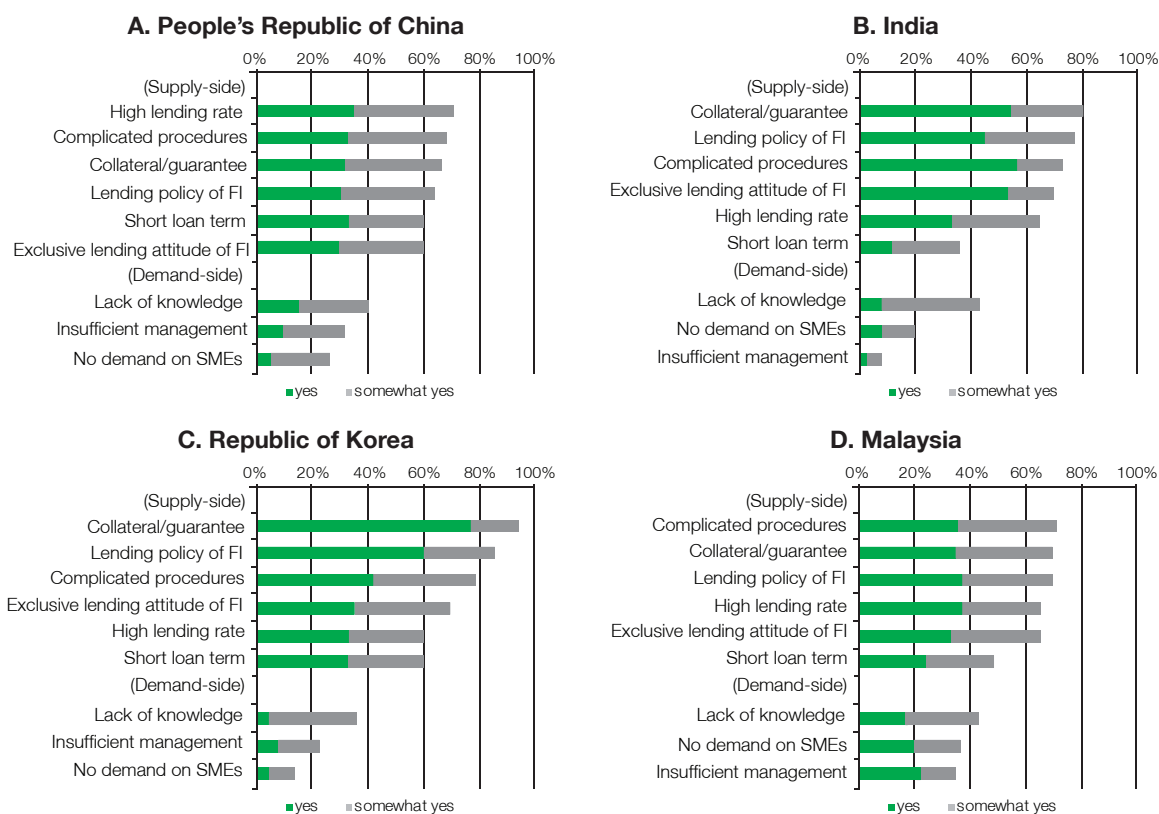 A. People's Republic of China
0% 20% 40% 60% 80% 100%
(Supply-side)
High lending rate
Complicated procedures
Collateral/guarantee
Lending policy of FI
Short loan term
Exclusive lending attitude of FI
(Demand-side)
Lack of knowledge
Insufficient management
No demand on SMEs
yes somewhat yes
B. India
0% 20% 40% 60% 80% 100%
(Supply-side)
Collateral/guarantee
Lending policy of FI
Complicated procedures
Exclusive lending attitude of FI
High lending rate
Short loan term
(Demand-side)
Lack of knowledge
No demand on SMEs
Insufficient management
yes somewhat yes
C. Republic of Korea
0% 20% 40% 60% 80% 100%
(Supply-side)
Collateral/guarantee
Lending policy of FI
Complicated procedures
Exclusive lending attitude of FI
High lending rate
Short loan term
(Demand-side)
Lack of knowledge
Insufficient management
No demand on SMEs
yes somewhat yes
D. Malaysia
0% 20% 40% 60% 80% 100%
(Supply-side)
Complicated procedures
Collateral/guarantee
Lending policy of FI
High lending rate
Exclusive lending attitude of FI
Short loan term
(Demand-side)
Lack of knowledge
No demand on SMEs
Insufficient management
yes somewhat yes